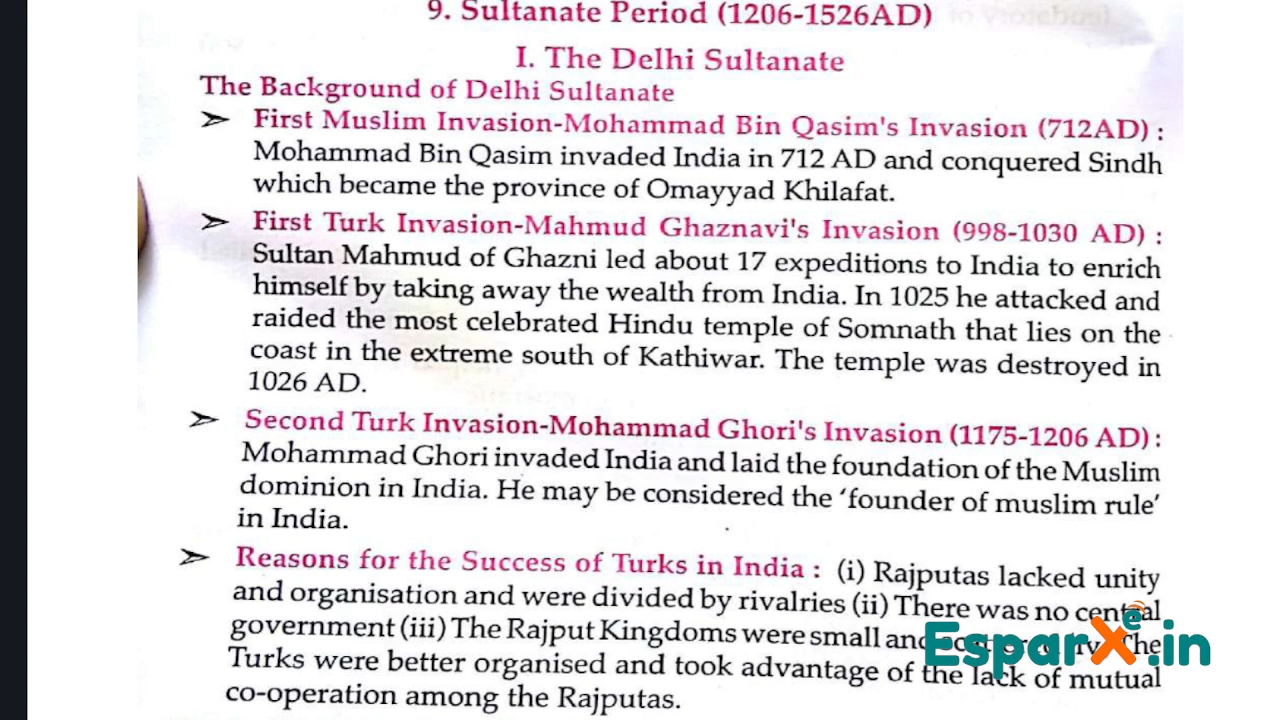 9. Sultanate Period (1206-1526AD)
I. The Delhi Sultanate
The Background of Delhi Sultanate
➢ First Muslim Invasion-Mohammad Bin Qasim's Invasion (712AD) :
Mohammad Bin Qasim invaded India in 712 AD and conquered Sindh
which became the province of Omayyad Khilafat.
➢ First Turk Invasion-Mahmud Ghaznavi's Invasion (998-1030 AD) :
Sultan Mahmud of Ghazni led about 17 expeditions to India to enrich
himself by taking away the wealth from India. In 1025 he attacked and
raided the most celebrated Hindu temple of Somnath that lies on the
coast in the extreme south of Kathiwar. The temple was destroyed in
1026 AD.
➢ Second Turk Invasion-Mohammad Ghori's Invasion (1175-1206 AD) :
Mohammad Ghori invaded India and laid the foundation of the Muslim
dominion in India. He may be considered the 'founder of muslim rule'
in India.
➢ Reasons for the Success of Turks in India : (i) Rajputas lacked unity
and organisation and were divided by rivalries (ii) There was no central
government (iii) The Rajput Kingdoms were small and The
Turks were better organised and took advantage of the lack of mutual
co-operation among the Rajputas.
EsparXe.in